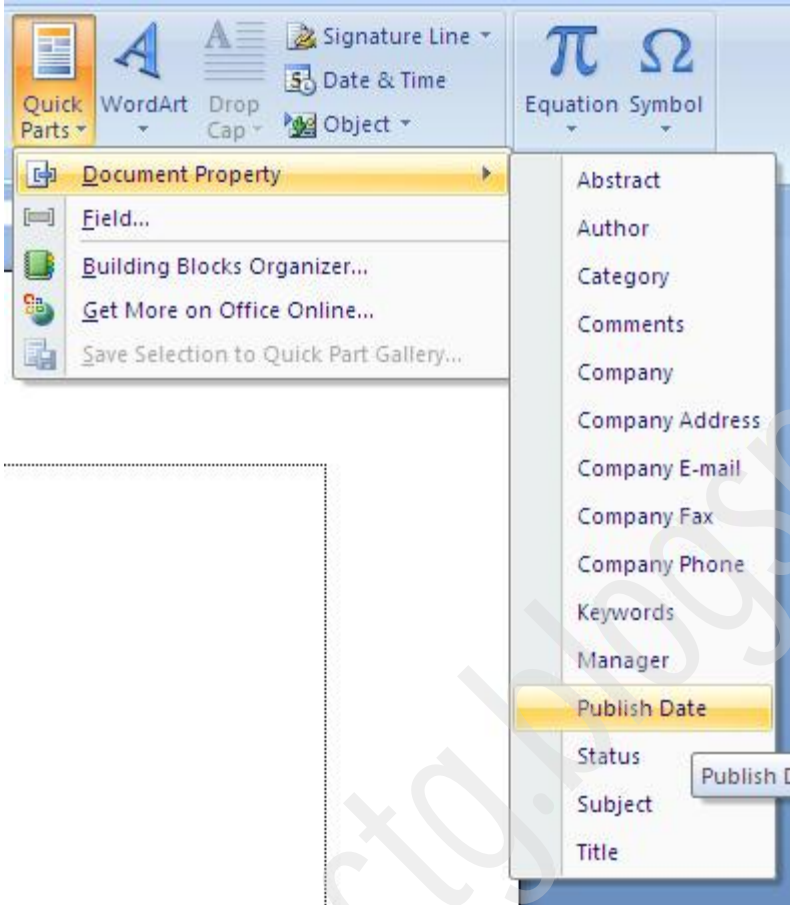 Quick Parts
WordArt
Drop Cap
Signature Line
Date & Time
Object
Equation
Symbol
Document Property
Field...
Building Blocks Organizer...
Get More on Office Online...
Save Selection to Quick Part Gallery...
Abstract
Author
Category
Comments
Company
Company Address
Company E-mail
Company Fax
Company Phone
Keywords
Manager
Publish Date
Status
Publish
Subject
Title